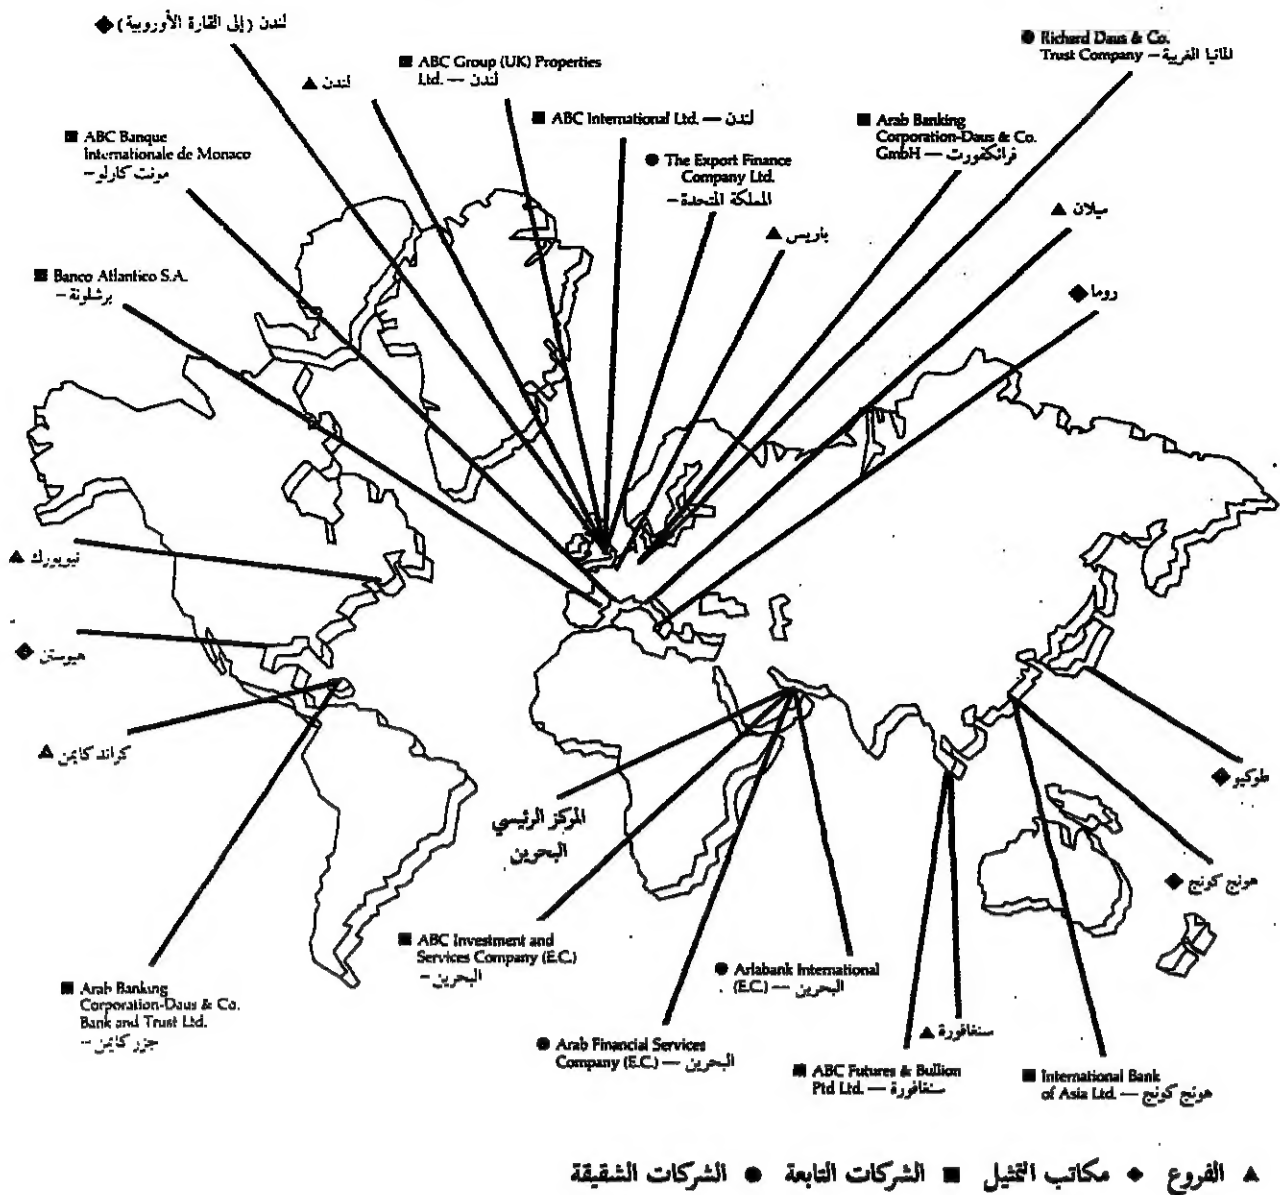 لندن (إلى القارة الأوروبية) ◆
Richard Daus & Co.
Trust Company — المانيا الغربية
ABC Group (UK) Properties
Ltd. — لندن
لندن ▲
■ ABC International Ltd. — لندن
■ Arab Banking
Corporation-Daus & Co.
GmbH — فرانكفورت
■ ABC Banque
Internationale de Monaco
مونت كارلو –
● The Export Finance
Company Ltd.
المملكة المتحدة –
ميلان ▲
باريس ▲
■ Banco Atlantico S.A.
برشلونة –
روما ◆
نيويورك ▲
هيوستن ◆
كراند كايمن ▲
طوكيو ◆
المركز الرئيسي
البحرين
هونج كونج ◆
■ ABC Investment and
Services Company (E.C.)
البحرين –
● Arlabank International
(E.C.) — البحرين
■ Arab Banking
Corporation-Daus & Co.
Bank and Trust Ltd.
جزر كايمن –
سنغافورة ▲
● Arab Financial Services
Company (E.C.) — البحرين
■ ABC Futures & Bullion
Ptd Ltd. — سنغافورة
■ International Bank
of Asia Ltd. — هونج كونج
▲ الفروع ◆ مكاتب التمثيل ■ الشركات التابعة ● الشركات الشقيقة